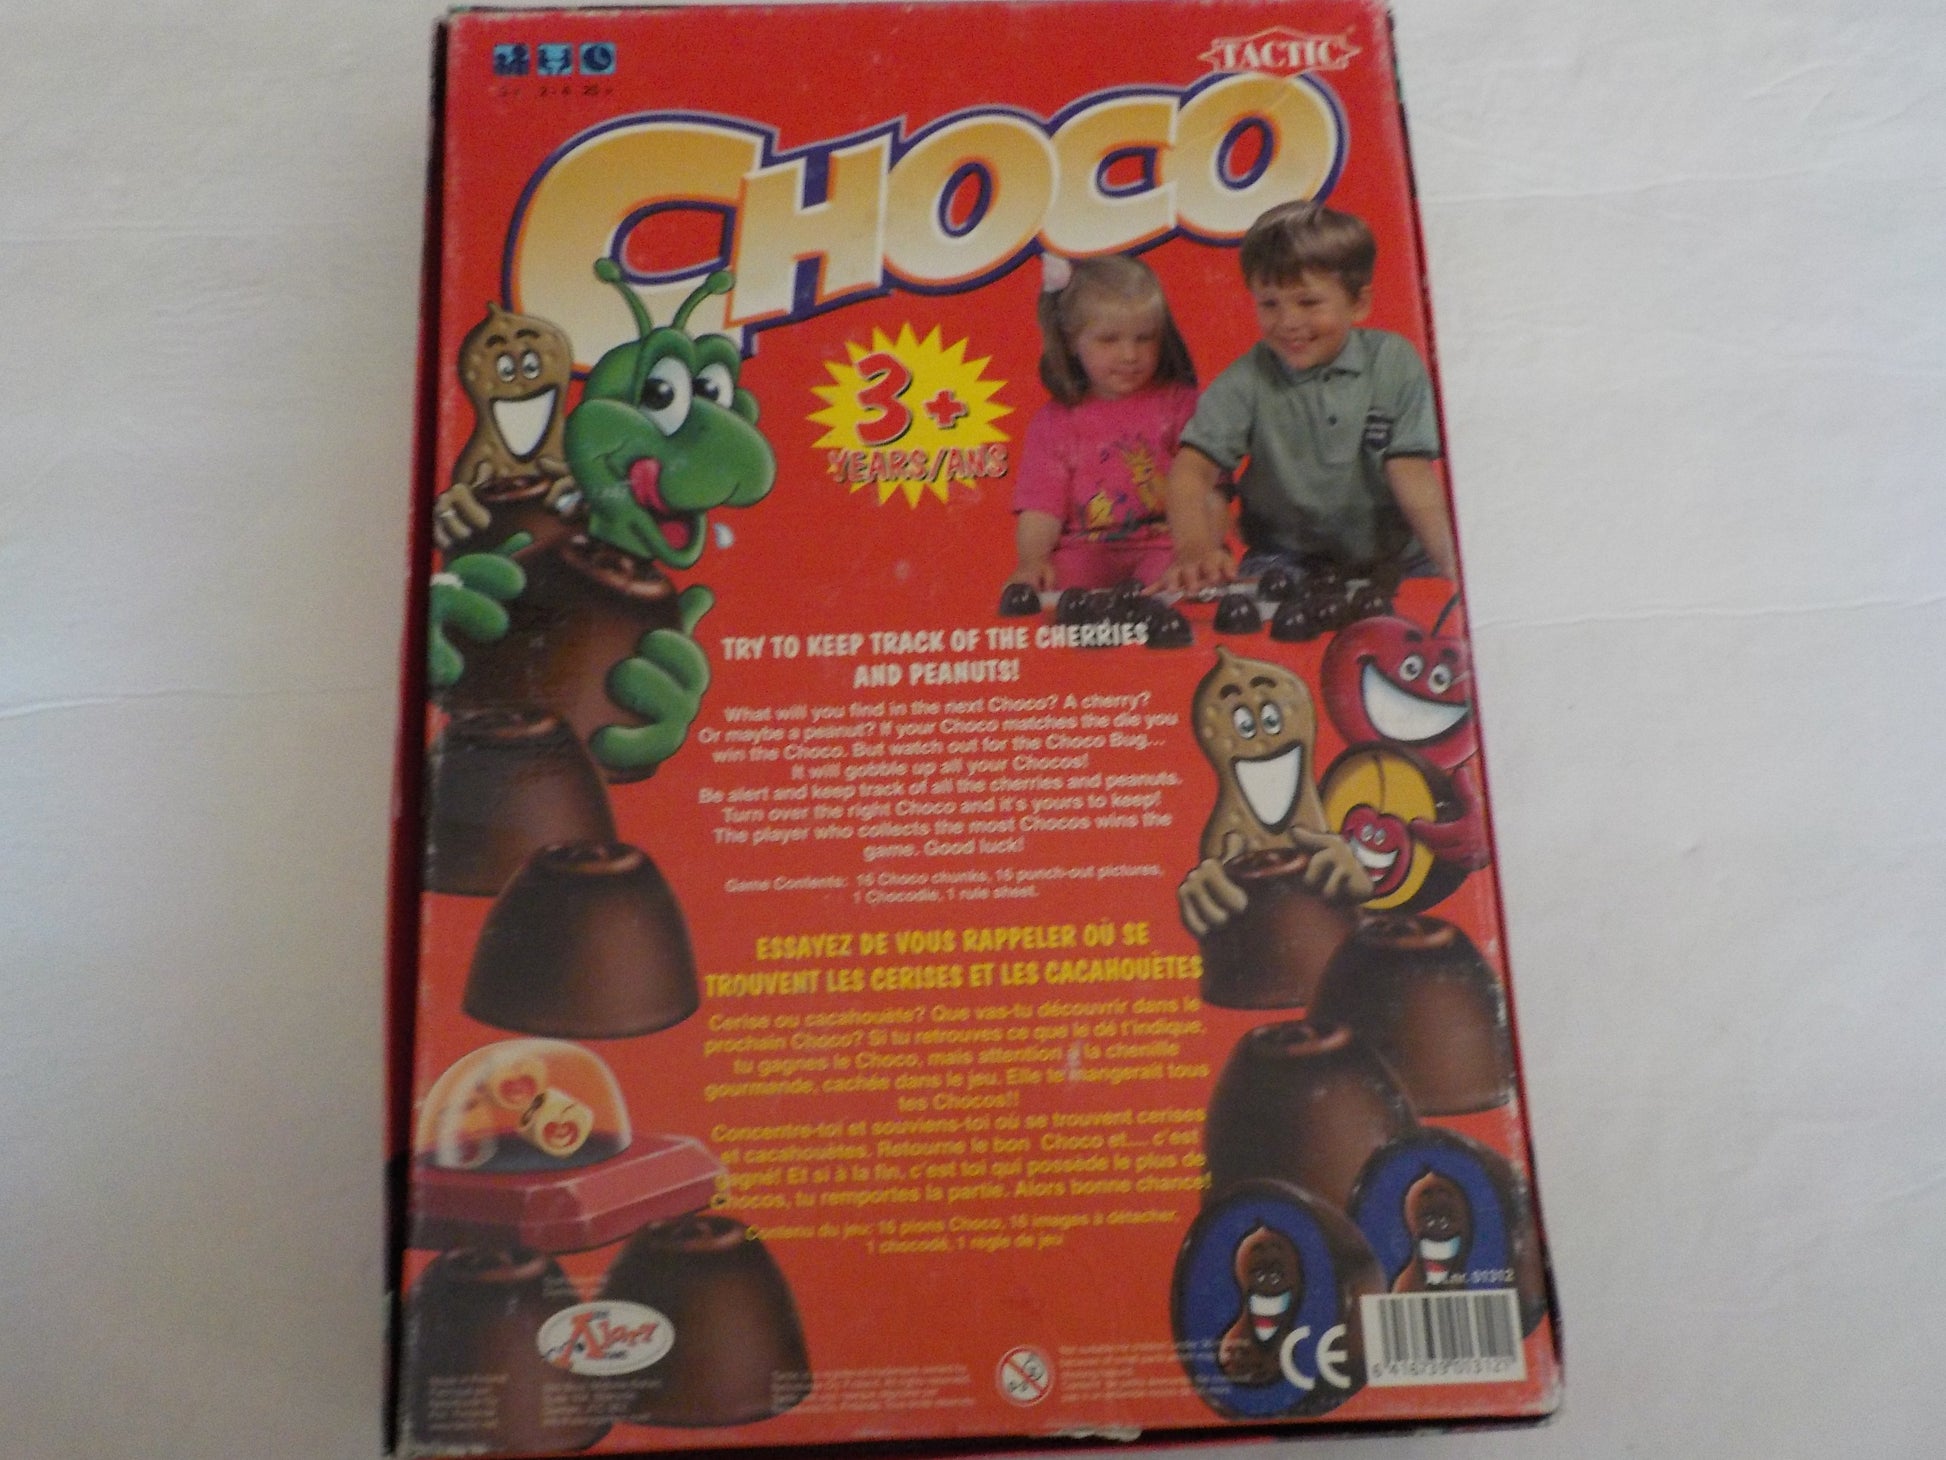 TACTIC
CHOCO
3+
YEARS/ANS
TRY TO KEEP TRACK OF THE CHERRIES
AND PEANUTS!
What will you find in the next Choco? A cherry?
Or maybe a peanut? If your Choco matches the die you
win the Choco. But watch out for the Choco Bug...
It will gobble up all your Chocos!
Be alert and keep track of all the cherries and peanuts.
Turn over the right Choco and it's yours to keep!
The player who collects the most Chocos wins the
game. Good luck!
Game Contents: 16 Choco chunks, 16 punch-out pictures,
1 Chocodie, 1 rule sheet.
ESSAYEZ DE VOUS RAPPELER OÙ SE
TROUVENT LES CERISES ET LES CACAHOUÈTES
Cerise ou cacahouète? Que vas-tu découvrir dans le
prochain Choco? Si tu retrouves ce que le dé t'indique,
tu gagnes le Choco, mais attention à la chenille
gourmande, cachée dans le jeu. Elle te mangerait tous
tes Chocos!!
Concentre-toi et souviens-toi où se trouvent cerises
et cacahouètes. Retourne le bon Choco et.... c'est
gagné! Et si à la fin, c'est toi qui possède le plus de
Chocos, tu remportes la partie. Alors bonne chance!
Contenu du jeu: 16 pions Choco, 16 images à détacher,
1 chocodé, 1 regle de jeu
Art.nr. 01312
CE
6 416739 013121